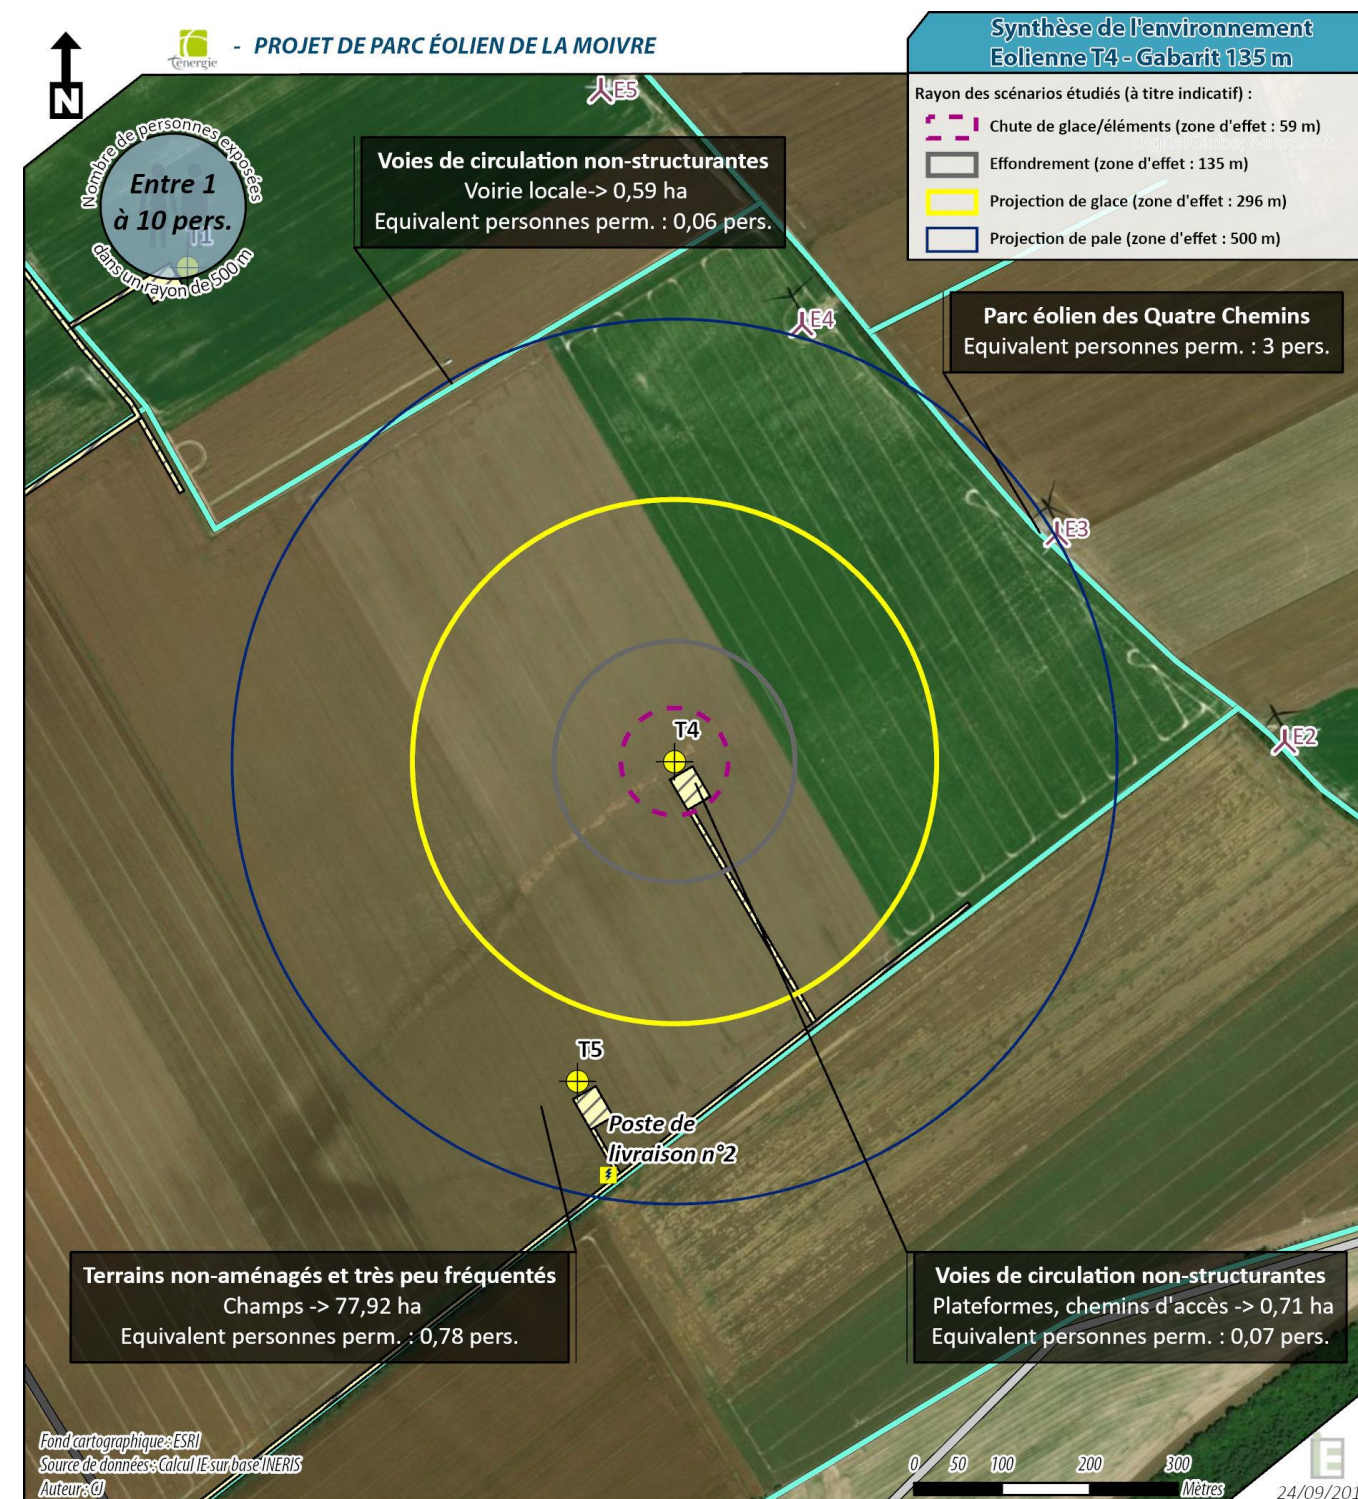 N
Tenergie
- PROJET DE PARC ÉOLIEN DE LA MOIVRE
Synthèse de l'environnement
Eolienne T4 - Gabarit 135 m
Rayon des scénarios étudiés (à titre indicatif) :
Chute de glace/éléments (zone d'effet : 59 m)
Effondrement (zone d'effet : 135 m)
Projection de glace (zone d'effet : 296 m)
Projection de pale (zone d'effet : 500 m)
E5
Nombre de personnes exposées
Entre 1
à 10 pers.
dans un rayon de 500 m
T1
Voies de circulation non-structurantes
Voirie locale-> 0,59 ha
Equivalent personnes perm. : 0,06 pers.
E4
Parc éolien des Quatre Chemins
Equivalent personnes perm. : 3 pers.
E3
T4
E2
T5
Poste de
livraison n°2
Terrains non-aménagés et très peu fréquentés
Champs -> 77,92 ha
Equivalent personnes perm. : 0,78 pers.
Voies de circulation non-structurantes
Plateformes, chemins d'accès -> 0,71 ha
Equivalent personnes perm. : 0,07 pers.
Fond cartographique : ESRI
Source de données : Calcul IE sur base INERIS
Auteur : CJ
0 50 100 200 300
Mètres
IE
24/09/201